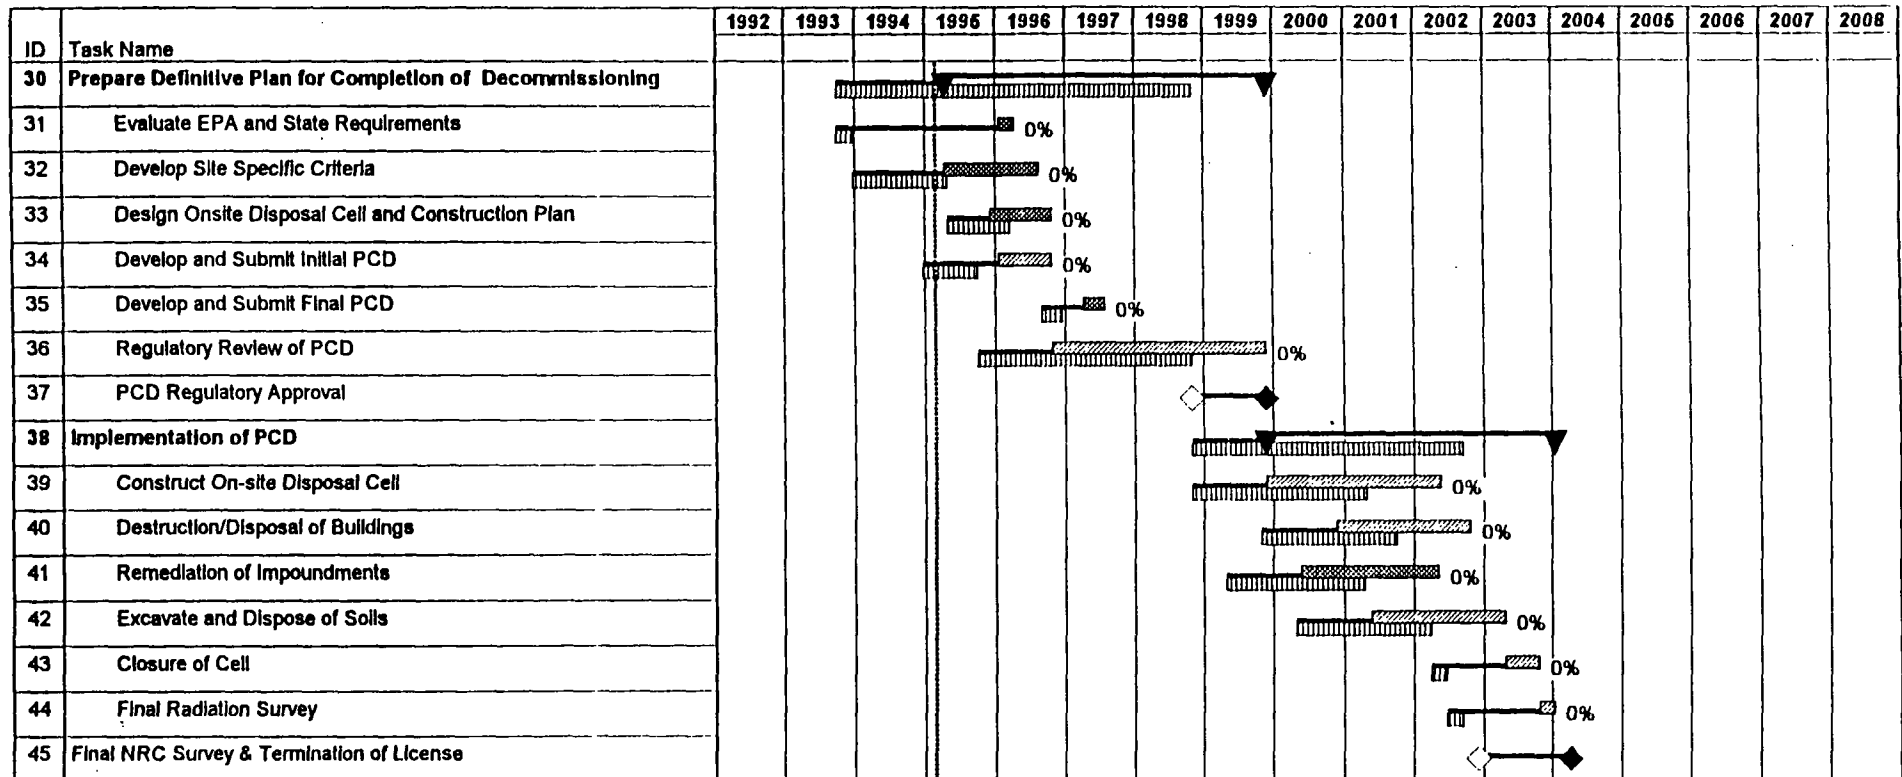 1992 1993 1994 1995 1996 1997 1998 1999 2000 2001 2002 2003 2004 2005 2006 2007 2008
ID Task Name
30 Prepare Definitive Plan for Completion of Decommissioning
31 Evaluate EPA and State Requirements 0%
32 Develop Site Specific Criteria 0%
33 Design Onsite Disposal Cell and Construction Plan 0%
34 Develop and Submit Initial PCD 0%
35 Develop and Submit Final PCD 0%
36 Regulatory Review of PCD 0%
37 PCD Regulatory Approval
38 Implementation of PCD
39 Construct On-site Disposal Cell 0%
40 Destruction/Disposal of Buildings 0%
41 Remediation of Impoundments 0%
42 Excavate and Dispose of Soils 0%
43 Closure of Cell 0%
44 Final Radiation Survey 0%
45 Final NRC Survey & Termination of License